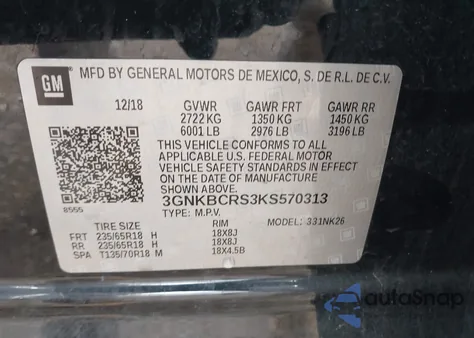 GM
MFD BY GENERAL MOTORS DE MEXICO, S. DE R.L. DE C.V.
12/18 GVWR GAWR FRT GAWR RR
2722 KG 1350 KG 1450 KG
6001 LB 2976 LB 3196 LB
THIS VEHICLE CONFORMS TO ALL
APPLICABLE U.S. FEDERAL MOTOR
VEHICLE SAFETY STANDARDS IN EFFECT ON
THE DATE OF MANUFACTURE SHOWN ABOVE.
8555 3GNKBCRS3KS570313
TYPE: M.P.V. MODEL: 331NK26
TIRE SIZE RIM
FRT 235/65R18 H 18X8J
RR 235/65R18 H 18X8J
SPA T135/70R18 M 18X4.5B
autoSnap